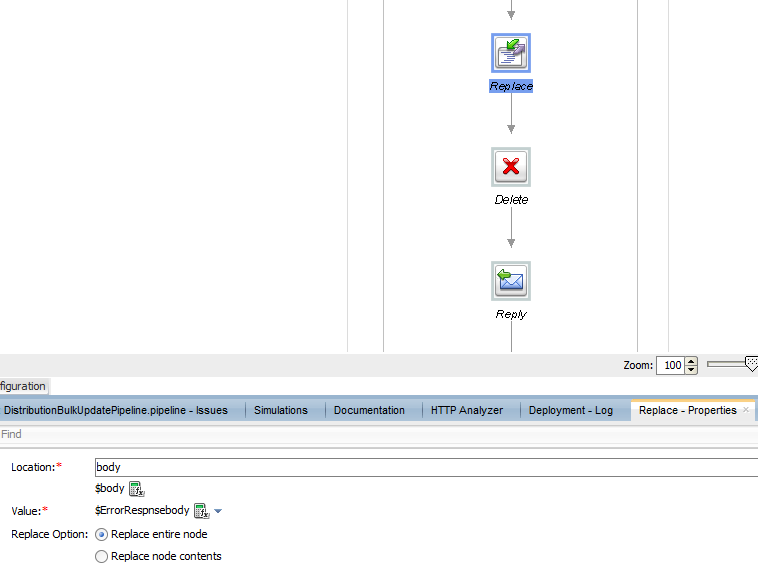 Replace
Delete
Reply
Zoom: 100
figuration
DistributionBulkUpdatePipeline.pipeline - Issues Simulations Documentation HTTP Analyzer Deployment - Log Replace - Properties
Find
Location:* body
$body
Value:* $ErrorRespnsebody
Replace Option: Replace entire node
Replace node contents